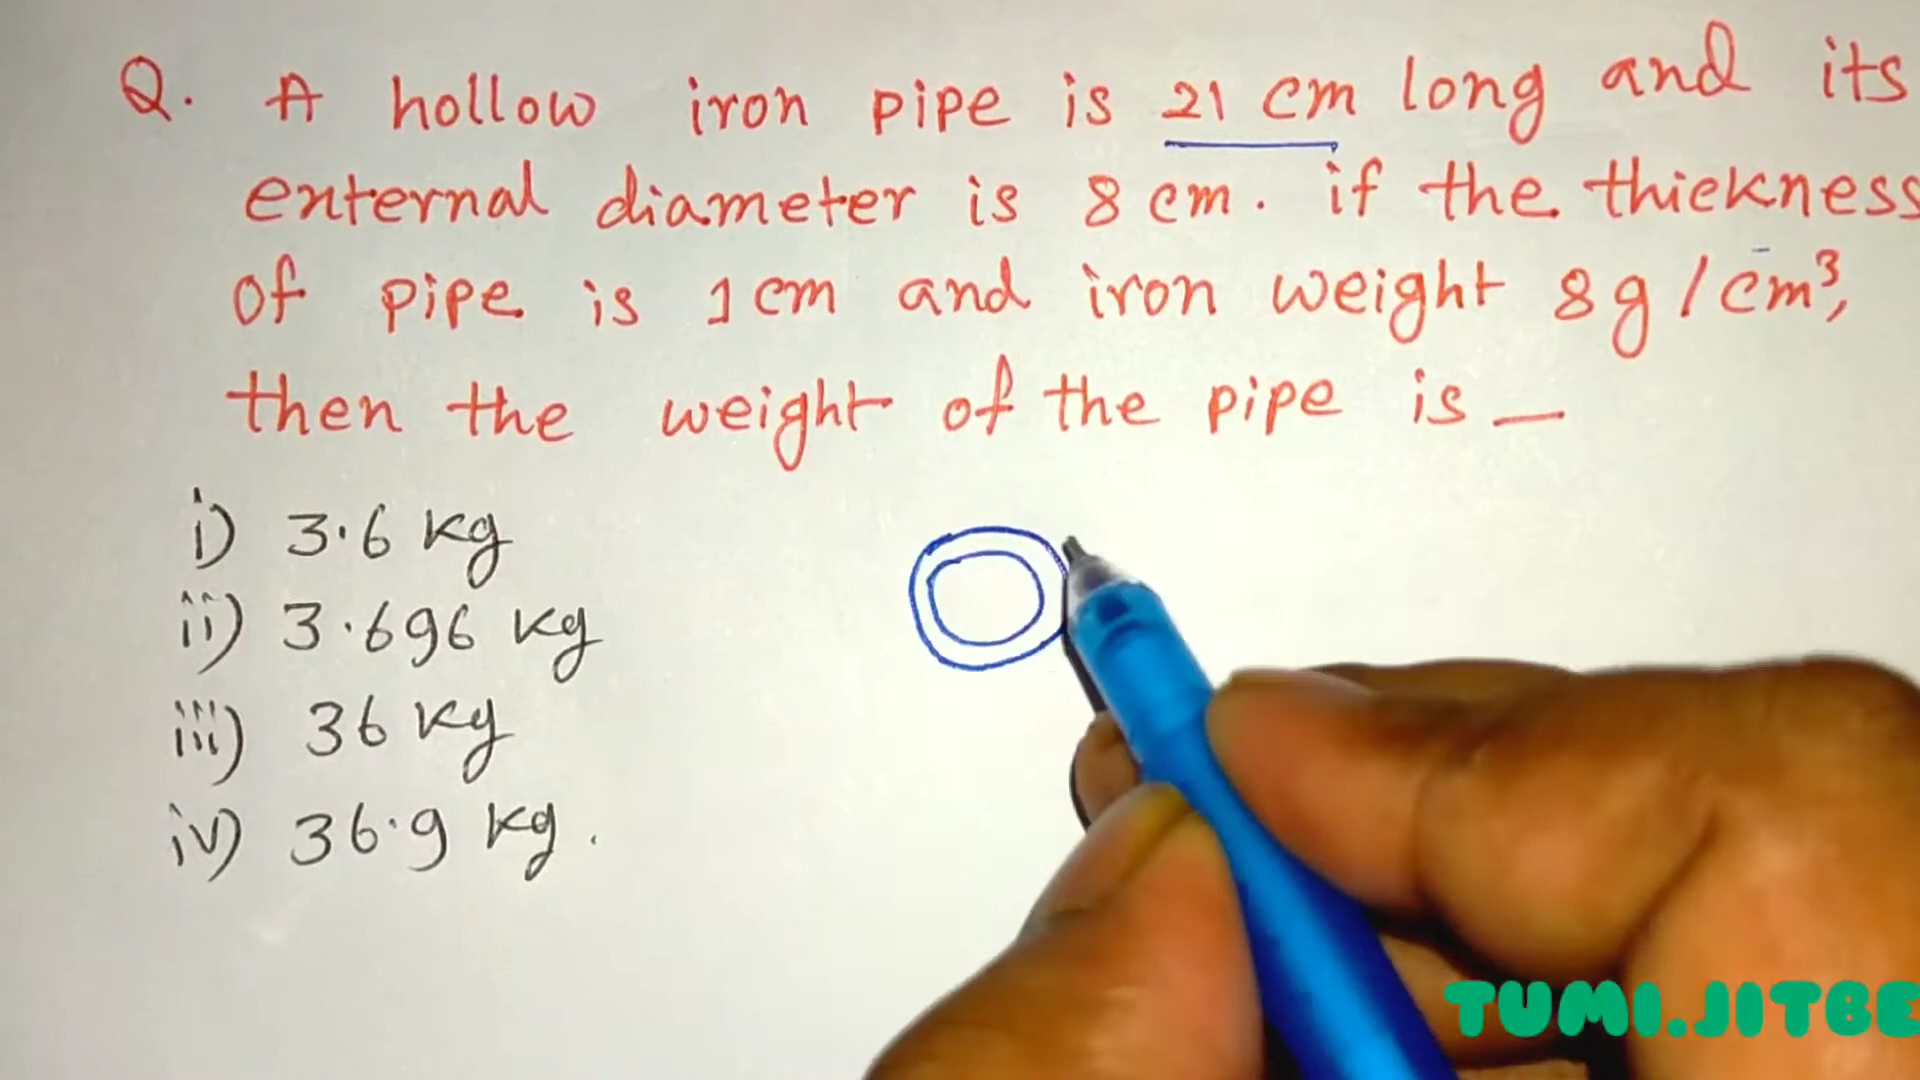 Q. A hollow iron pipe is 21 cm long and its
external diameter is 8 cm. if the thickness
of pipe is 1 cm and iron weight 8g/cm³,
then the weight of the pipe is —
i) 3.6 kg
ii) 3.696 kg
iii) 36 kg
iv) 36.9 kg.
TUMI.JITBE